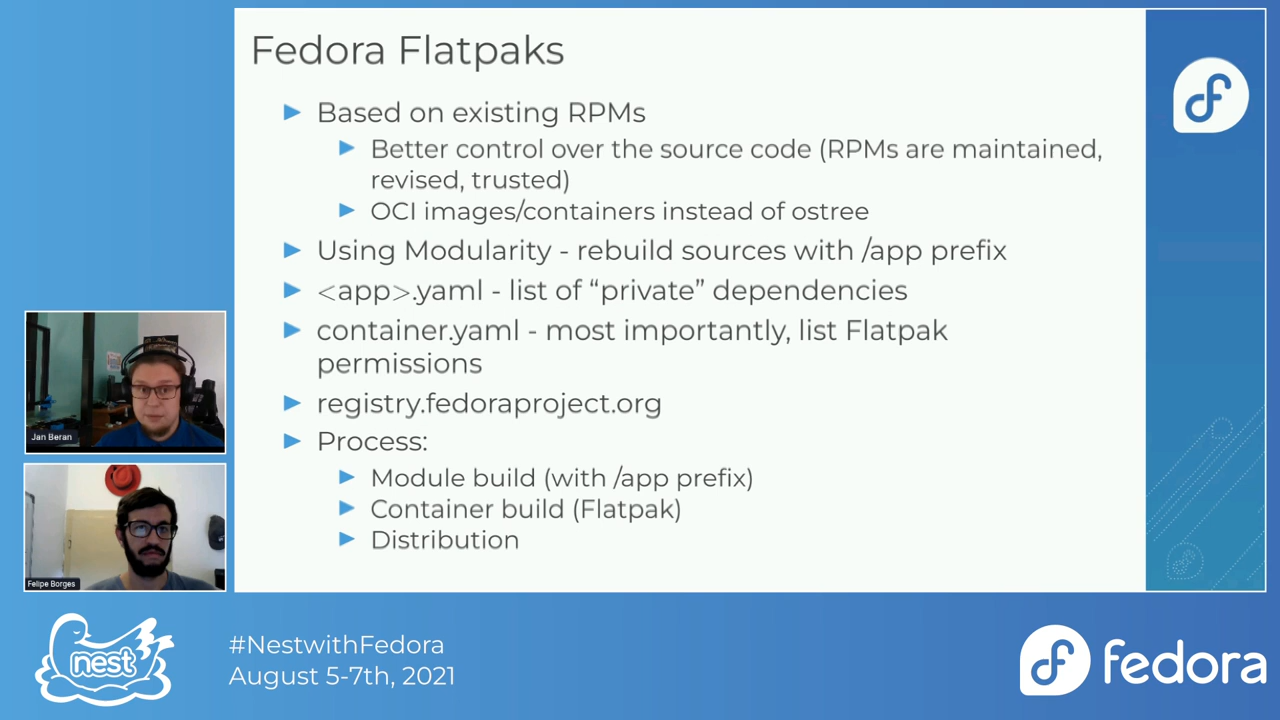 Fedora Flatpaks
Based on existing RPMs
Better control over the source code (RPMs are maintained,
revised, trusted)
OCI images/containers instead of ostree
Using Modularity - rebuild sources with /app prefix
<app>.yaml - list of “private” dependencies
container.yaml - most importantly, list Flatpak
permissions
registry.fedoraproject.org
Process:
Module build (with /app prefix)
Container build (Flatpak)
Distribution
Jan Beran
Felipe Borges
nest
#NestwithFedora
August 5-7th, 2021
fedora